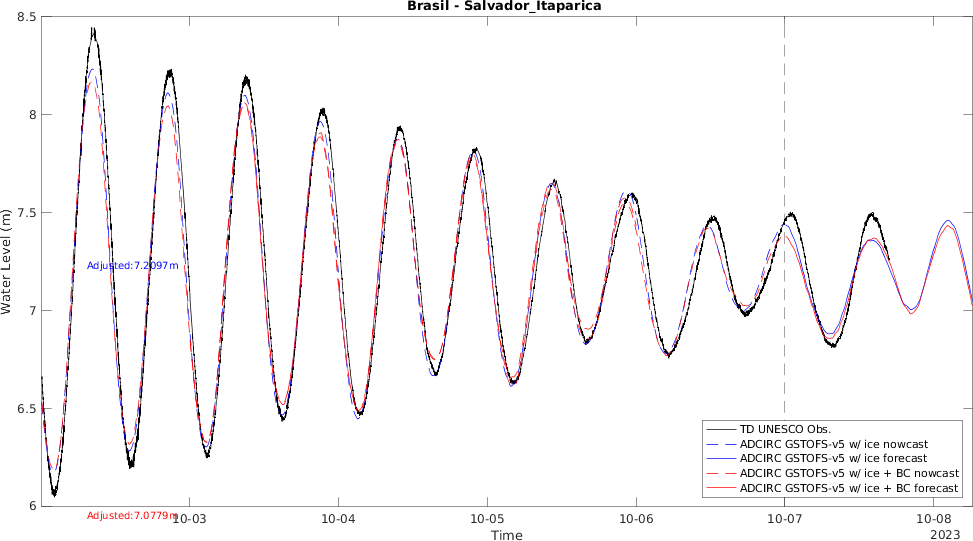 Brasil - Salvador_Itaparica
8.5
8
7.5
7
6.5
6
Water Level (m)
Adjusted:7.2097m
Adjusted:7.0779m
TD UNESCO Obs.
ADCIRC GSTOFS-v5 w/ ice nowcast
ADCIRC GSTOFS-v5 w/ ice forecast
ADCIRC GSTOFS-v5 w/ ice + BC nowcast
ADCIRC GSTOFS-v5 w/ ice + BC forecast
10-03 10-04 10-05 10-06 10-07 10-08
Time
2023